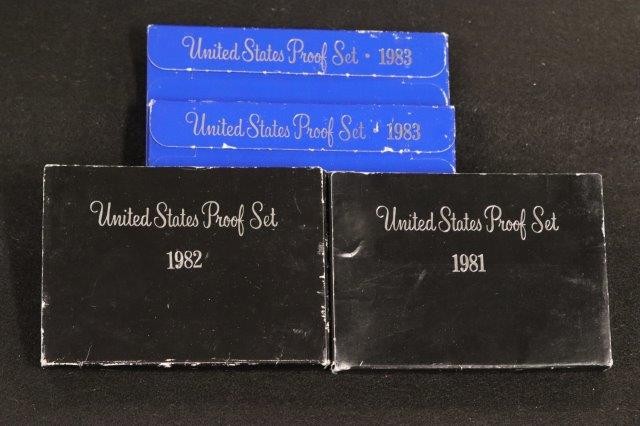 United States Proof Set • 1983
United States Proof Set • 1983
United States Proof Set
1982
United States Proof Set
1981